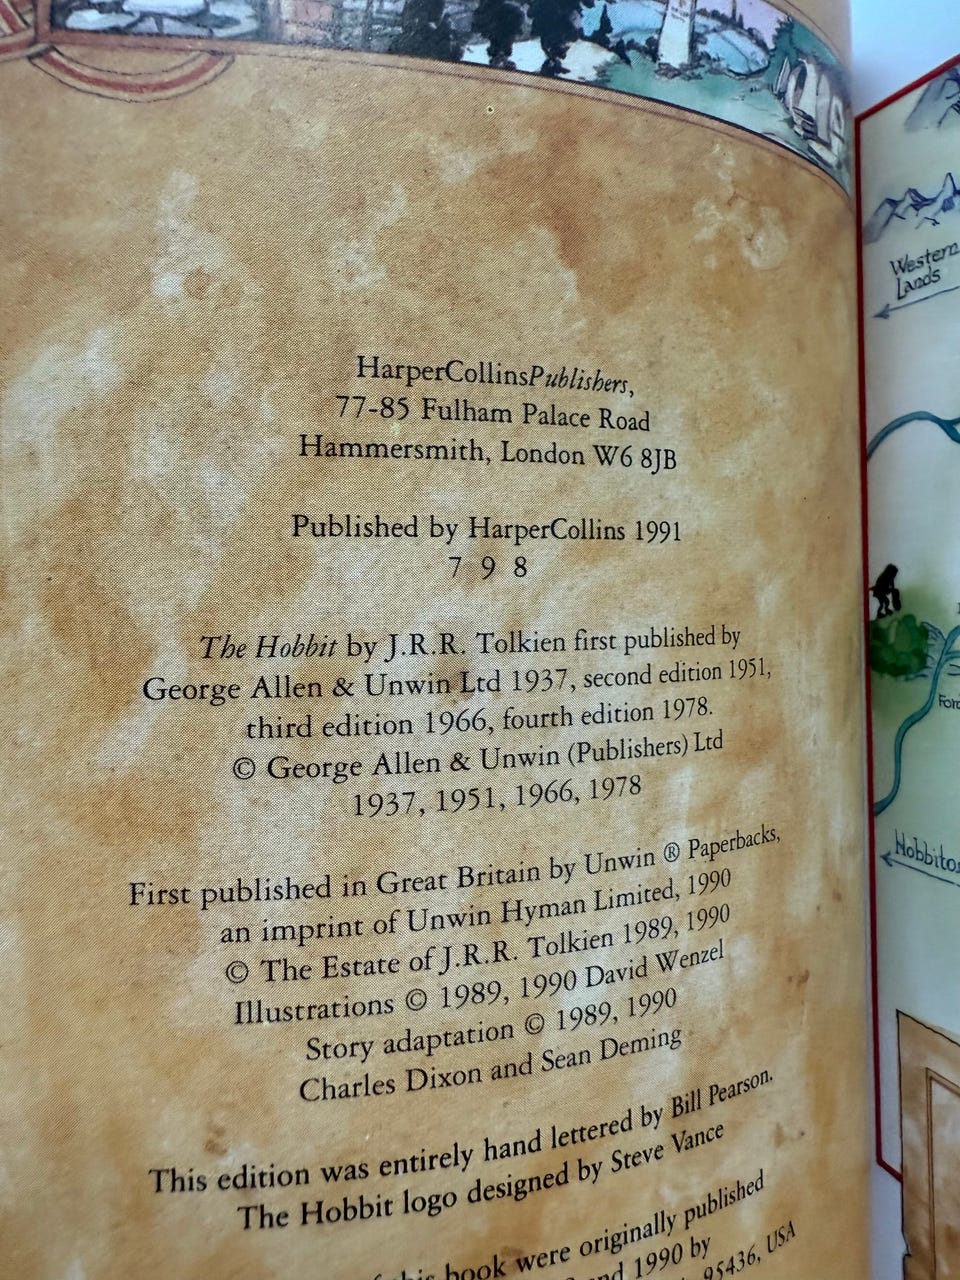 HarperCollinsPublishers,
77-85 Fulham Palace Road
Hammersmith, London W6 8JB
Published by HarperCollins 1991
7 9 8
The Hobbit by J.R.R. Tolkien first published by
George Allen & Unwin Ltd 1937, second edition 1951,
third edition 1966, fourth edition 1978.
© George Allen & Unwin (Publishers) Ltd
1937, 1951, 1966, 1978
First published in Great Britain by Unwin ® Paperbacks,
an imprint of Unwin Hyman Limited, 1990
© The Estate of J.R.R. Tolkien 1989, 1990
Illustrations © 1989, 1990 David Wenzel
Story adaptation © 1989, 1990
Charles Dixon and Sean Deming
This edition was entirely hand lettered by Bill Pearson.
The Hobbit logo designed by Steve Vance
this book were originally published
and 1990 by
95436, USA
Western
Lands